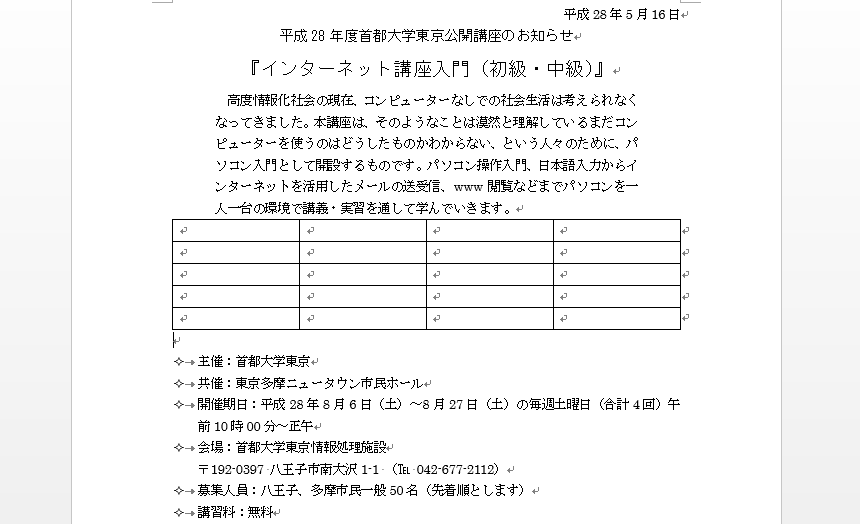 平成 28 年 5 月 16 日
平成 28 年度首都大学東京公開講座のお知らせ
『インターネット講座入門（初級・中級）』
高度情報化社会の現在、コンピューターなしでの社会生活は考えられなく
なってきました。本講座は、そのようなことは漠然と理解しているまだコン
ピューターを使うのはどうしたものかわからない、という人々のために、パ
ソコン入門として開設するものです。パソコン操作入門、日本語入力からイ
ンターネットを活用したメールの送受信、www 閲覧などまでパソコンを一
人一台の環境で講義・実習を通して学んでいきます。
主催：首都大学東京
共催：東京多摩ニュータウン市民ホール
開催期日：平成 28 年 8 月 6 日（土）～8 月 27 日（土）の毎週土曜日（合計 4 回）午
前 10 時 00 分～正午
会場：首都大学東京情報処理施設
〒192-0397 八王子市南大沢 1-1 （℡ 042-677-2112）
募集人員：八王子、多摩市民一般 50 名（先着順とします）
講習料：無料